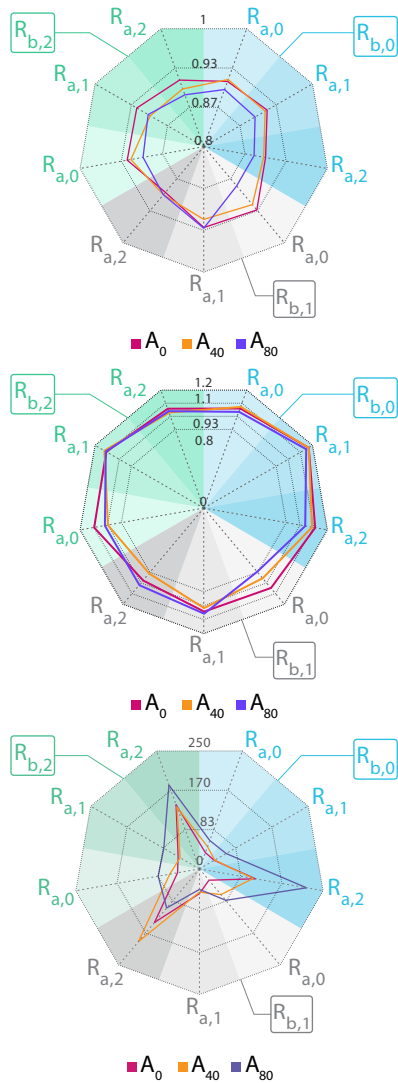 1
R_a,2
R_a,0
R_b,2
R_b,0
0.93
R_a,1
R_a,1
0.87
0.8
R_a,0
R_a,2
R_a,2
R_a,0
R_a,1
R_b,1
A_0 A_40 A_80
1.2
R_a,2
R_a,0
R_b,2
R_b,0
1.1
0.93
R_a,1
R_a,1
0.8
0
R_a,0
R_a,2
R_a,2
R_a,0
R_a,1
R_b,1
A_0 A_40 A_80
250
R_a,2
R_a,0
R_b,2
R_b,0
170
R_a,1
R_a,1
83
0
R_a,0
R_a,2
R_a,2
R_a,0
R_a,1
R_b,1
A_0 A_40 A_80